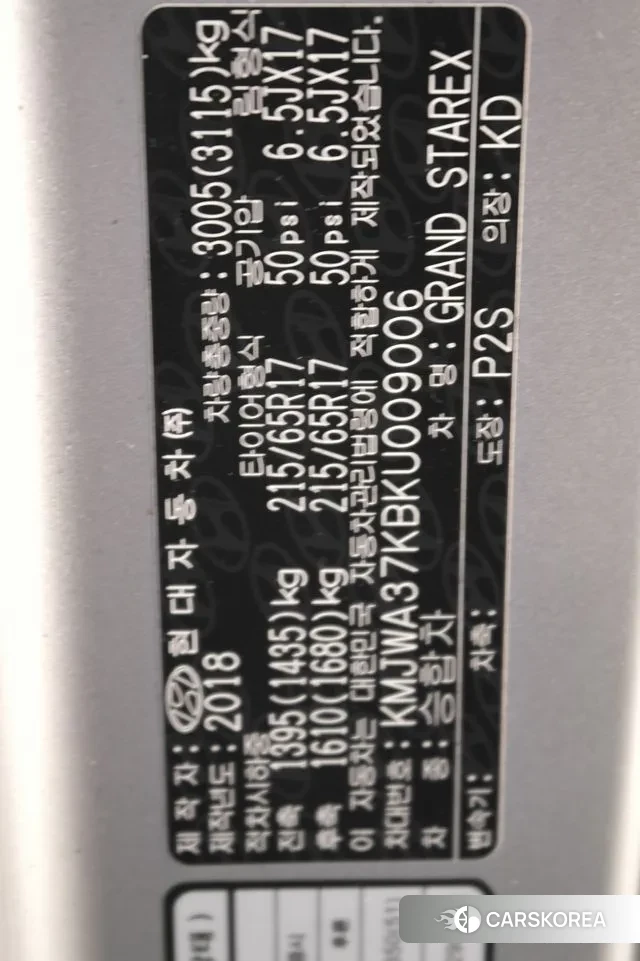 제 작 자 : 현 대 자 동 차 (주)
제작년도 : 2018 차량총중량 : 3005(3115)kg
적차시하중 타이어형식 공기압 림형식
전축 1395(1435)kg 215/65R17 50psi 6.5JX17
후축 1610(1680)kg 215/65R17 50psi 6.5JX17
이 자동차는 대한민국 자동차관리법령에 적합하게 제작되었습니다.
차대번호 : KMJWA37KBKU009006
차 종 : 승합차 차 명 : GRAND STAREX
변속기 : 차축 : 도장 : P2S 의장 : KD
CARSKOREA